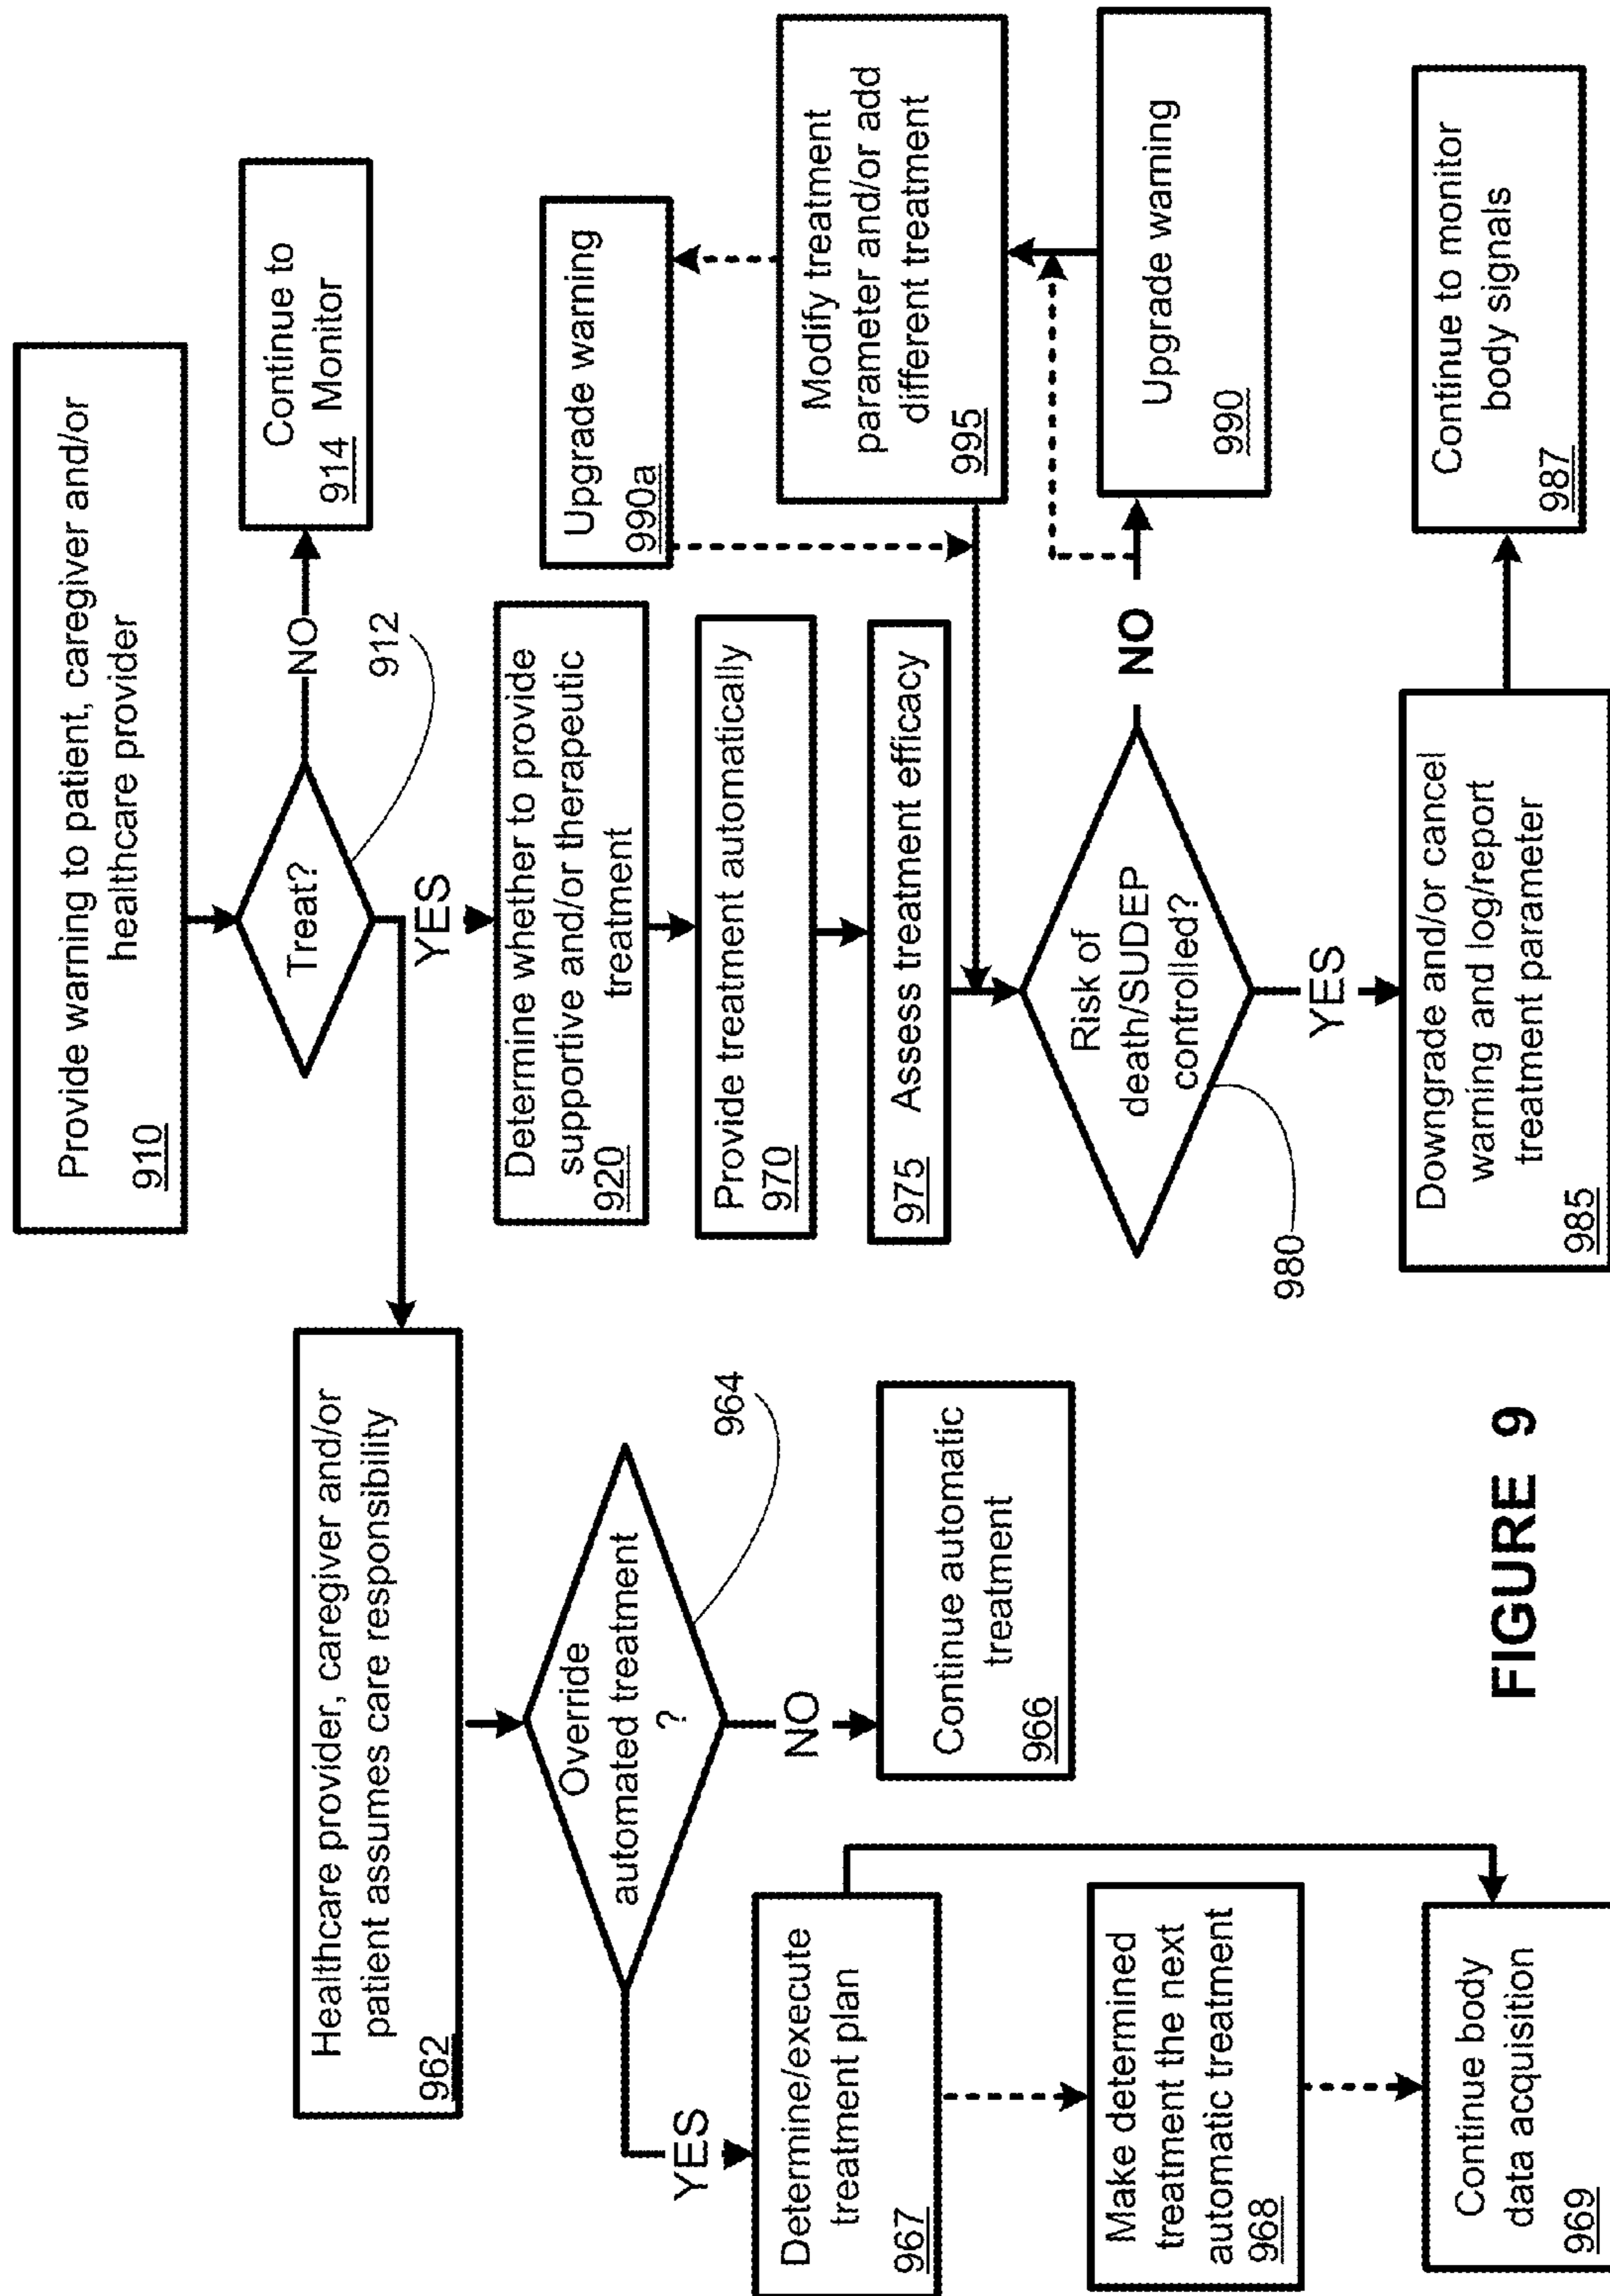 Provide warning to patient, caregiver and/or
healthcare provider
910
Treat?
912
NO
Continue to
914 Monitor
YES
Healthcare provider, caregiver and/or
patient assumes care responsibility
962
Override
automated treatment
?
964
NO
Continue automatic
treatment
966
YES
Determine/execute
treatment plan
967
Make determined
treatment the next
automatic treatment
968
Continue body
data acquisition
969
Determine whether to provide
supportive and/or therapeutic
treatment
920
Provide treatment automatically
970
975 Assess treatment efficacy
Risk of
death/SUDEP
controlled?
980
NO
Upgrade warning
990
Modify treatment
parameter and/or add
different treatment
995
Upgrade warning
990a
YES
Downgrade and/or cancel
warning and log/report
treatment parameter
985
Continue to monitor
body signals
987
FIGURE 9